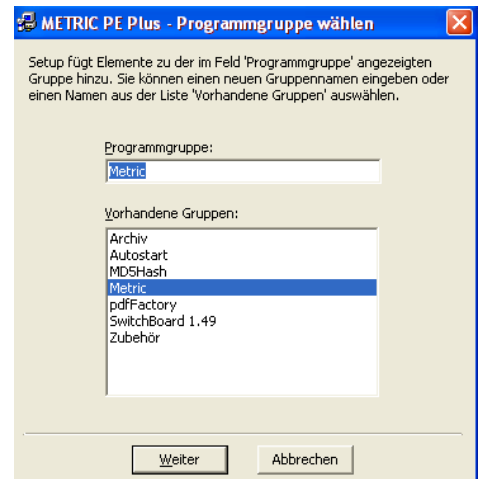 METRIC PE Plus - Programmgruppe wählen
Setup fügt Elemente zu der im Feld 'Programmgruppe' angezeigten
Gruppe hinzu. Sie können einen neuen Gruppennamen eingeben oder
einen Namen aus der Liste 'Vorhandene Gruppen' auswählen.
Programmgruppe:
Metric
Vorhandene Gruppen:
Archiv
Autostart
MD5Hash
Metric
pdfFactory
SwitchBoard 1.49
Zubehör
Weiter
Abbrechen